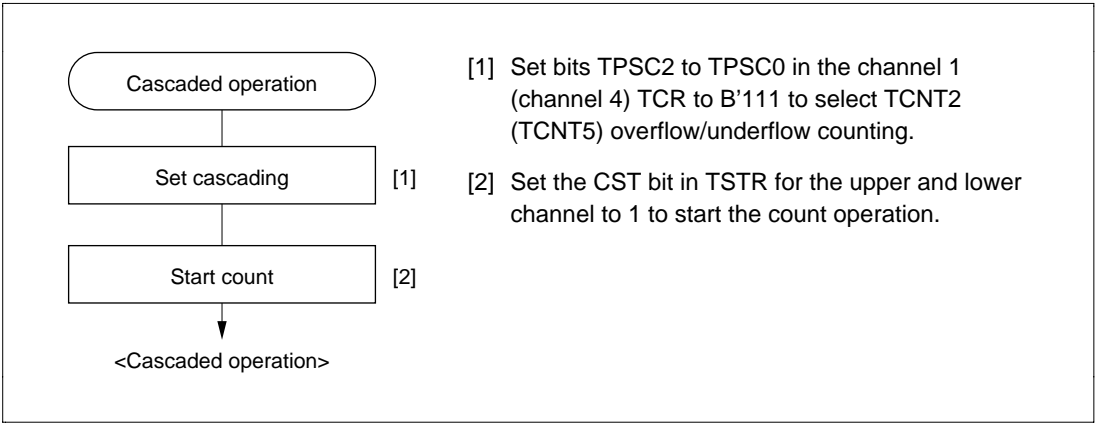 Cascaded operation
Set cascading
[1]
Start count
[2]
<Cascaded operation>
[1] Set bits TPSC2 to TPSC0 in the channel 1
(channel 4) TCR to B'111 to select TCNT2
(TCNT5) overflow/underflow counting.
[2] Set the CST bit in TSTR for the upper and lower
channel to 1 to start the count operation.